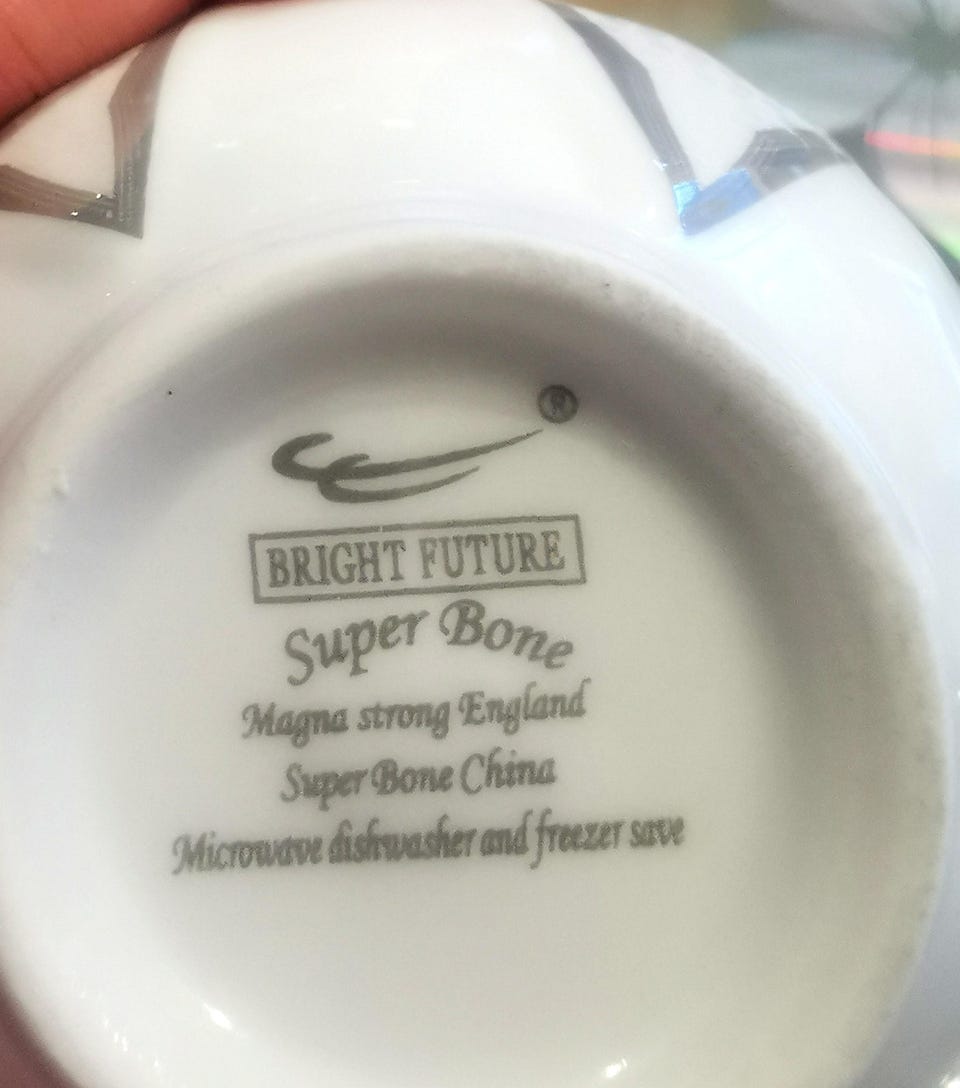 ®
BRIGHT FUTURE
Super Bone
Magna strong England
Super Bone China
Microwave dishwasher and freezer save